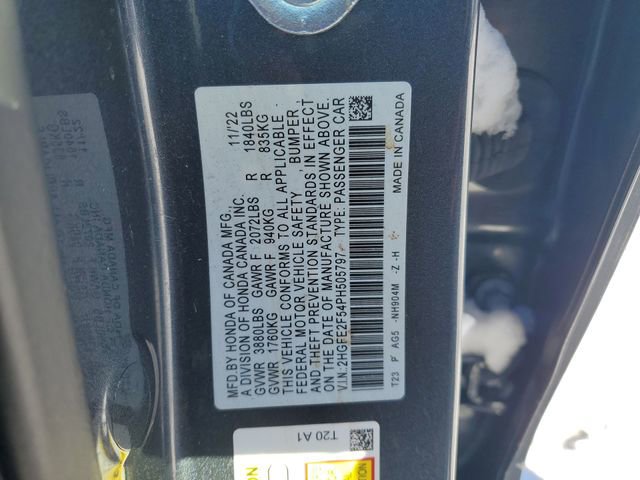 MFD.BY HONDA OF CANADA MFG. 11/22
A DIVISION OF HONDA CANADA INC.
GVWR 3880LBS GAWR F 2072LBS R 1840LBS
GVWR 1760KG GAWR F 940KG R 835KG
THIS VEHICLE CONFORMS TO ALL APPLICABLE
FEDERAL MOTOR VEHICLE SAFETY, BUMPER,
AND THEFT PREVENTION STANDARDS IN EFFECT
ON THE DATE OF MANUFACTURE SHOWN ABOVE.
V.I.N.:2HGFE2F54PH505797 TYPE: PASSENGER CAR
T23 P AG5 -NH904M -Z -H MADE IN CANADA
T20 A1